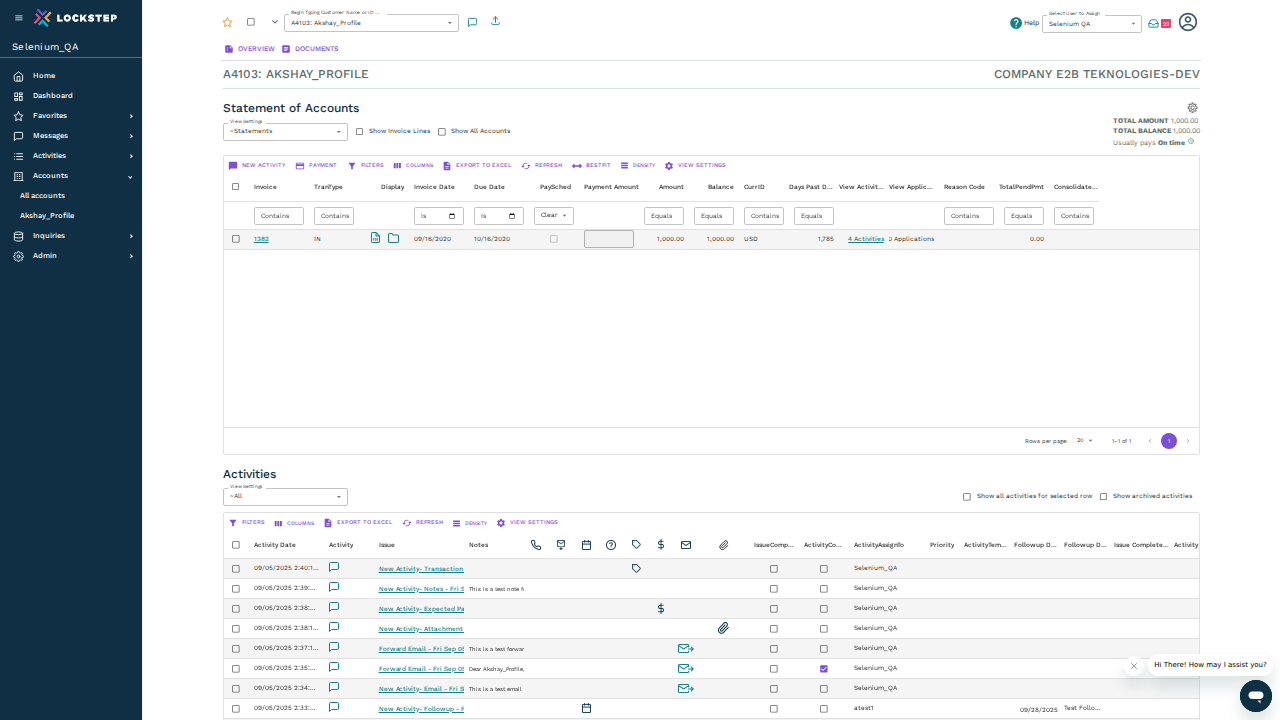 LOCKSTEP
Selenium_QA
Home
Dashboard
Favorites
Messages
Activities
Accounts
All accounts
Akshay_Profile
Inquiries
Admin
Begin Typing Customer Name or ID ...
A4103: Akshay_Profile
Help
Select User to Assign
Selenium QA
OVERVIEW DOCUMENTS
A4103: AKSHAY_PROFILE COMPANY E2B TEKNOLOGIES-DEV
Statement of Accounts
View Settings
~Statements
Show Invoice Lines
Show All Accounts
TOTAL AMOUNT 1,000.00
TOTAL BALANCE 1,000.00
Usually pays On time
NEW ACTIVITY PAYMENT FILTERS COLUMNS EXPORT TO EXCEL REFRESH BESTFIT DENSITY VIEW SETTINGS
Invoice TranType Display Invoice Date Due Date PaySched Payment Amount Amount Balance CurrID Days Past D... View Activit... View Applic... Reason Code TotalPendPmt Consolidate...
Contains Contains Is Is Clear Equals Equals Contains Equals Contains Equals Contains
1382 IN 09/16/2020 10/16/2020 1,000.00 1,000.00 USD 1,785 4 Activities 0 Applications 0.00
Rows per page: 20 1–1 of 1 1
Activities
View Settings
~All
Show all activities for selected row Show archived activities
FILTERS COLUMNS EXPORT TO EXCEL REFRESH DENSITY VIEW SETTINGS
Activity Date Activity Issue Notes IssueComp... ActivityCo... ActivityAssignTo Priority ActivityTem... Followup D... Followup D... Issue Complete... Activity
09/05/2025 2:40:1... New Activity- Transaction Selenium_QA
09/05/2025 2:39:... New Activity- Notes - Fri S This is a test note f Selenium_QA
09/05/2025 2:38:... New Activity- Expected Pa Selenium_QA
09/05/2025 2:38:1... New Activity- Attachment Selenium_QA
09/05/2025 2:37:1... Forward Email - Fri Sep 05 This is a test forwar Selenium_QA
09/05/2025 2:35:... Forward Email - Fri Sep 05 Dear Akshay_Profile, Selenium_QA
09/05/2025 2:34:... New Activity- Email - Fri S This is a test email Selenium_QA
09/05/2025 2:33:... New Activity- Followup - F atest1 09/28/2025 Test Follo...
Hi There! How may I assist you?